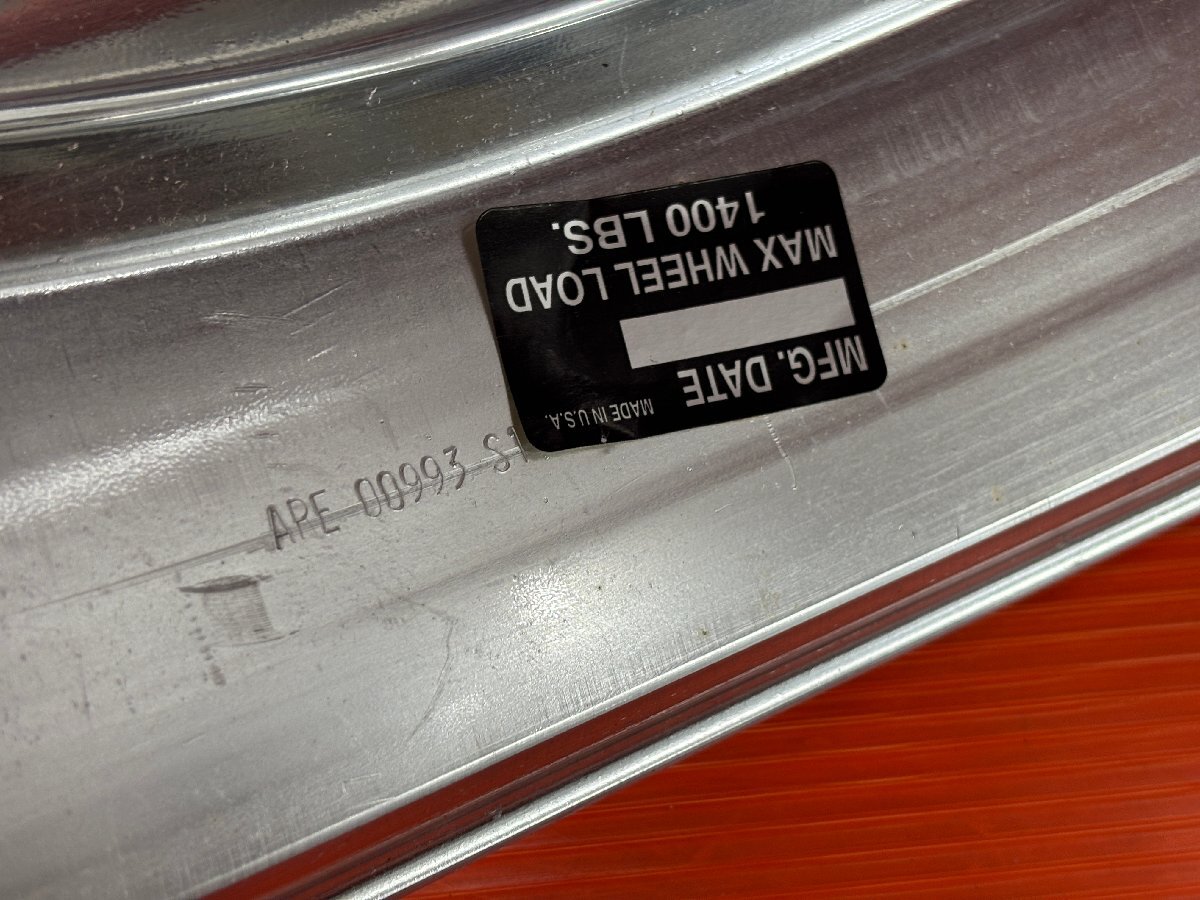 MFG. DATE
MADE IN U.S.A.
MAX WHEEL LOAD
1400 LBS.
APE 00993